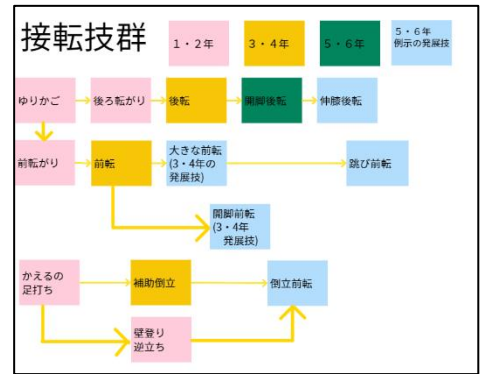 接転技群
1・2年
3・4年
5・6年
5・6年
例示の発展技
ゆりかご
後ろ転がり
後転
開脚後転
伸膝後転
前転がり
前転
大きな前転
(3・4年の
発展技)
跳び前転
開脚前転
(3・4年
発展技)
かえるの
足打ち
補助倒立
倒立前転
壁登り
逆立ち